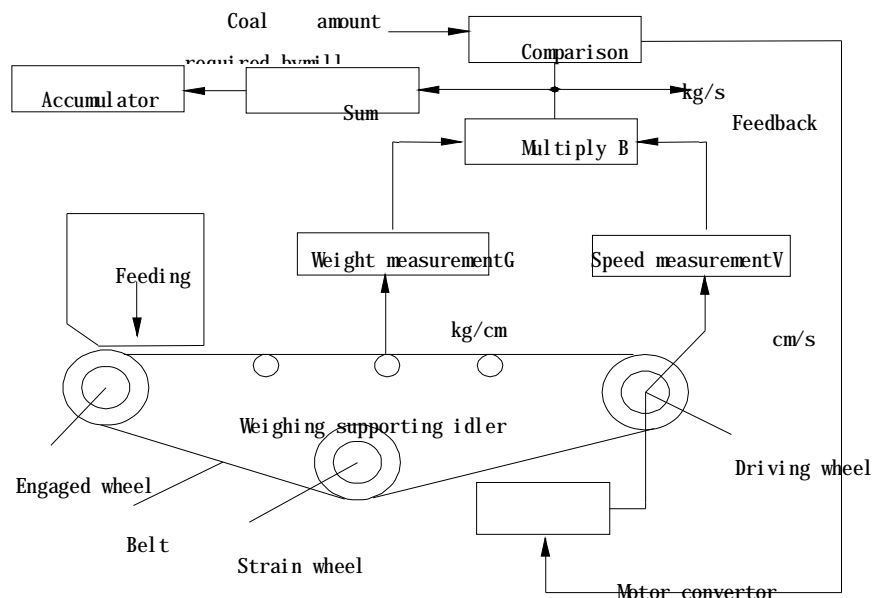 Coal amount
required bymill
Comparison
Accumulator
Sum
kg/s
Feedback
Multiply B
Weight measurementG
Speed measurementV
Feeding
kg/cm
cm/s
Weighing supporting idler
Driving wheel
Engaged wheel
Belt
Strain wheel
Motor convertor